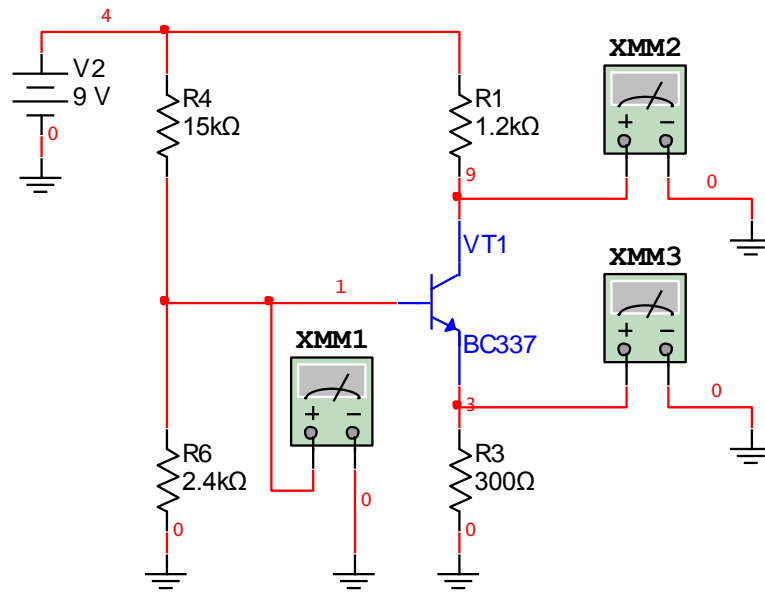 4
V2
9 V
0
R4
15kΩ
R1
1.2kΩ
XMM2
+ −
0
9
VT1
1
XMM3
+ −
0
BC337
XMM1
+ −
3
R6
2.4kΩ
0
0
R3
300Ω
0